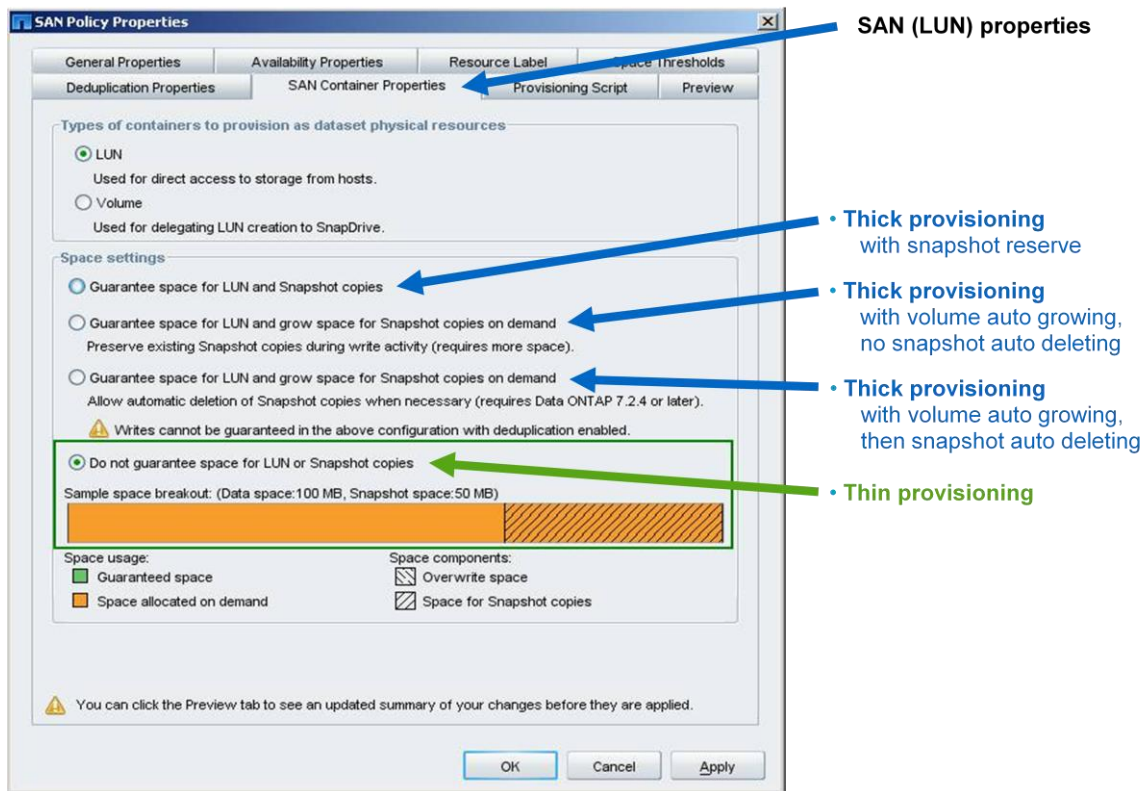 SAN Policy Properties
SAN (LUN) properties
General Properties
Availability Properties
Resource Label
Space Thresholds
Deduplication Properties
SAN Container Properties
Provisioning Script
Preview
Types of containers to provision as dataset physical resources
LUN
Used for direct access to storage from hosts.
Volume
Used for delegating LUN creation to SnapDrive.
Space settings
Guarantee space for LUN and Snapshot copies
Guarantee space for LUN and grow space for Snapshot copies on demand
Preserve existing Snapshot copies during write activity (requires more space).
Guarantee space for LUN and grow space for Snapshot copies on demand
Allow automatic deletion of Snapshot copies when necessary (requires Data ONTAP 7.2.4 or later).
Writes cannot be guaranteed in the above configuration with deduplication enabled.
Do not guarantee space for LUN or Snapshot copies
Sample space breakout: (Data space:100 MB, Snapshot space:50 MB)
Space usage:
Guaranteed space
Space allocated on demand
Space components:
Overwrite space
Space for Snapshot copies
You can click the Preview tab to see an updated summary of your changes before they are applied.
OK
Cancel
Apply
• Thick provisioning
with snapshot reserve
• Thick provisioning
with volume auto growing,
no snapshot auto deleting
• Thick provisioning
with volume auto growing,
then snapshot auto deleting
• Thin provisioning